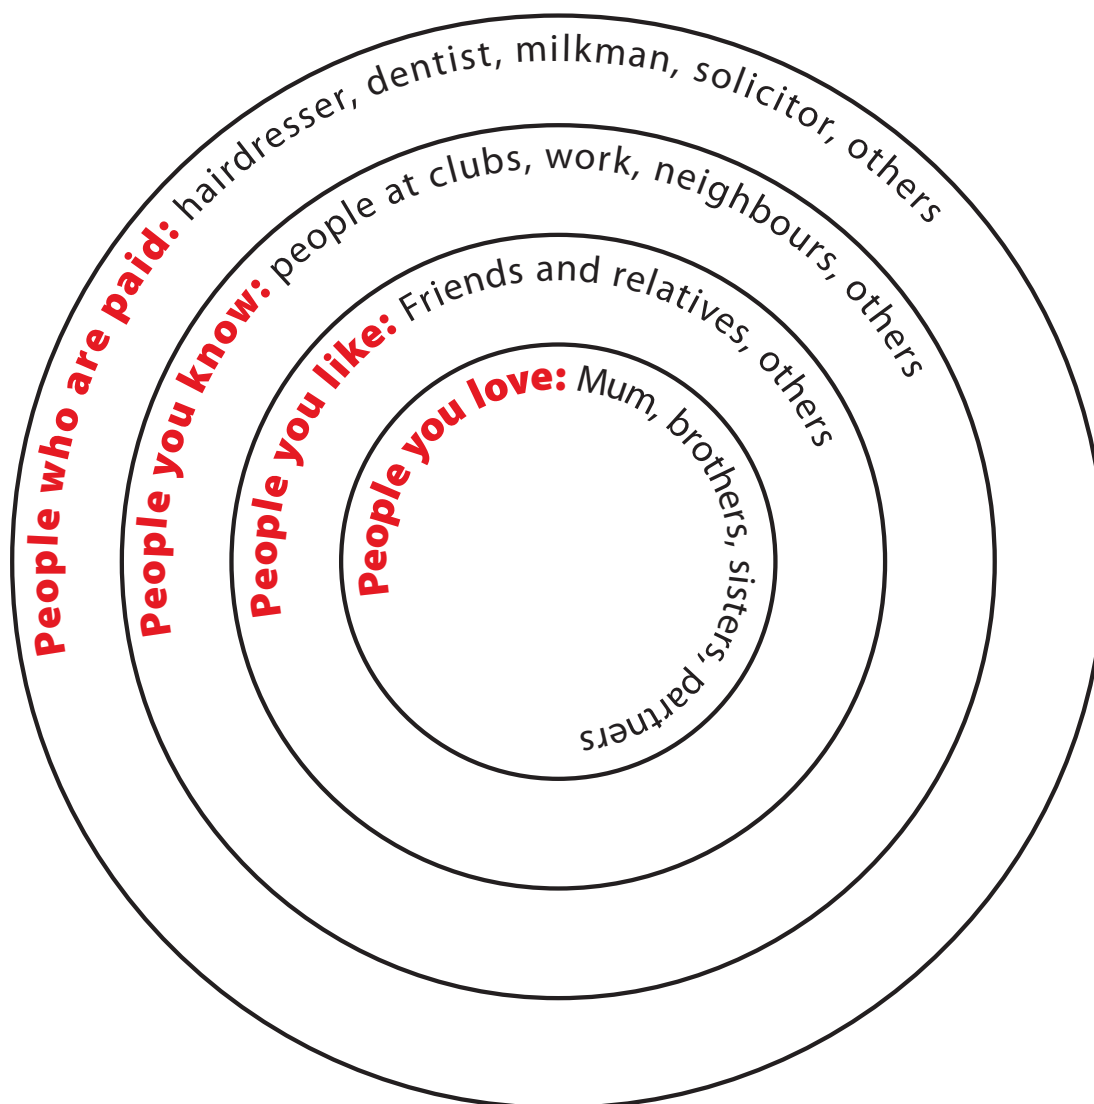 People who are paid: hairdresser, dentist, milkman, solicitor, others
People you know: people at clubs, work, neighbours, others
People you like: Friends and relatives, others
People you love: Mum, brothers, sisters, partners